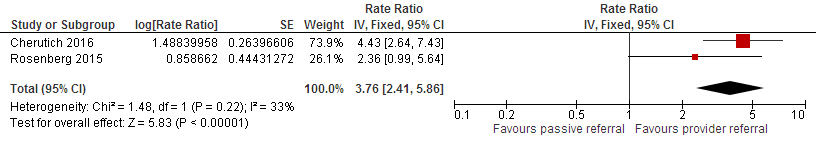 Rate Ratio Rate Ratio
Study or Subgroup log[Rate Ratio] SE Weight IV, Fixed, 95% CI IV, Fixed, 95% CI
Cherutich 2016 1.48839958 0.26396606 73.9% 4.43 [2.64, 7.43]
Rosenberg 2015 0.858662 0.44431272 26.1% 2.36 [0.99, 5.64]
Total (95% CI) 100.0% 3.76 [2.41, 5.86]
Heterogeneity: Chi² = 1.48, df = 1 (P = 0.22); I² = 33%
Test for overall effect: Z = 5.83 (P < 0.00001)
0.1 0.2 0.5 1 2 5 10
Favours passive referral Favours provider referral